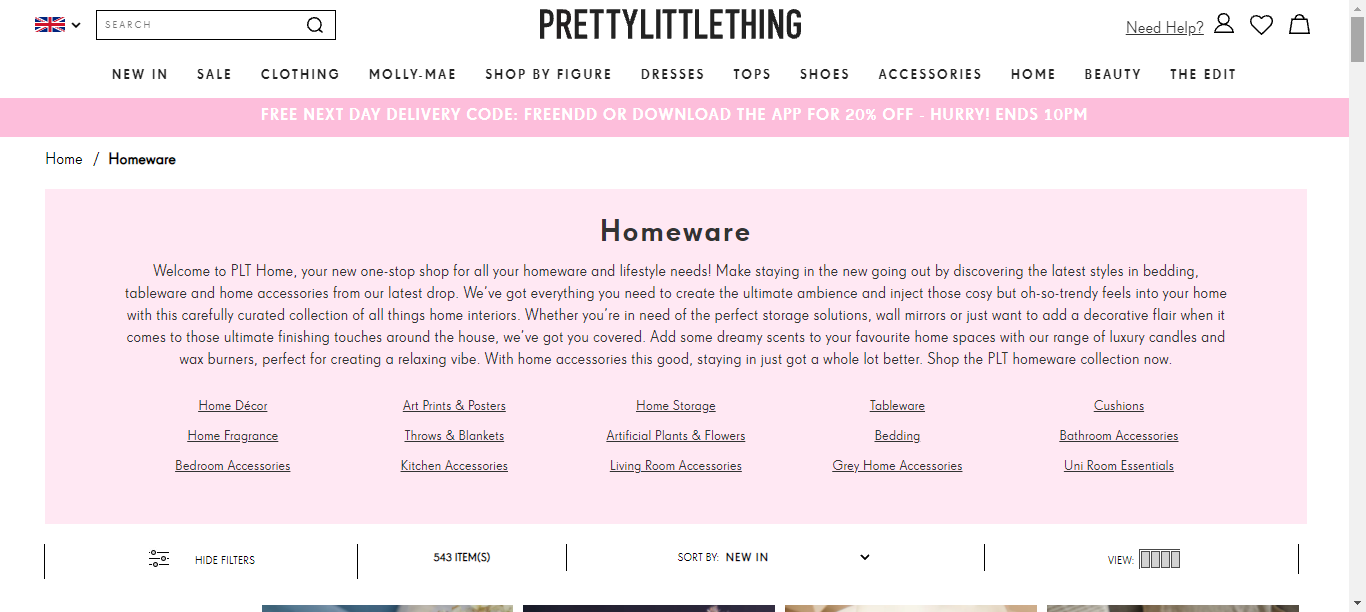 SEARCH
PRETTYLITTLETHING
Need Help?
NEW IN SALE CLOTHING MOLLY-MAE SHOP BY FIGURE DRESSES TOPS SHOES ACCESSORIES HOME BEAUTY THE EDIT
FREE NEXT DAY DELIVERY CODE: FREENDD OR DOWNLOAD THE APP FOR 20% OFF - HURRY! ENDS 10PM
Home / Homeware
Homeware
Welcome to PLT Home, your new one-stop shop for all your homeware and lifestyle needs! Make staying in the new going out by discovering the latest styles in bedding,
tableware and home accessories from our latest drop. We’ve got everything you need to create the ultimate ambience and inject those cosy but oh-so-trendy feels into your home
with this carefully curated collection of all things home interiors. Whether you’re in need of the perfect storage solutions, wall mirrors or just want to add a decorative flair when it
comes to those ultimate finishing touches around the house, we’ve got you covered. Add some dreamy scents to your favourite home spaces with our range of luxury candles and
wax burners, perfect for creating a relaxing vibe. With home accessories this good, staying in just got a whole lot better. Shop the PLT homeware collection now.
Home Décor Art Prints & Posters Home Storage Tableware Cushions
Home Fragrance Throws & Blankets Artificial Plants & Flowers Bedding Bathroom Accessories
Bedroom Accessories Kitchen Accessories Living Room Accessories Grey Home Accessories Uni Room Essentials
HIDE FILTERS 543 ITEM(S) SORT BY: NEW IN VIEW: